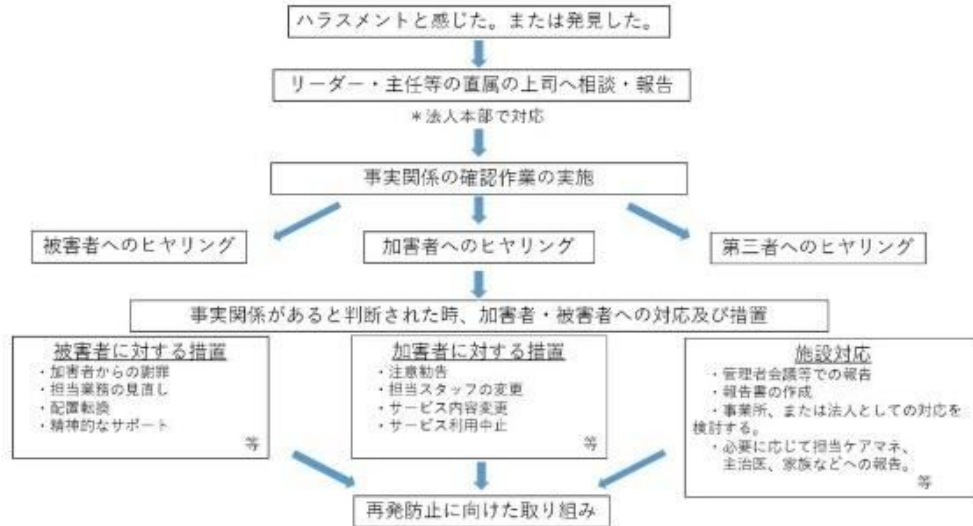 ハラスメントと感じた。または発見した。
リーダー・主任等の直属の上司へ相談・報告
＊法人本部で対応
事実関係の確認作業の実施
被害者へのヒヤリング
加害者へのヒヤリング
第三者へのヒヤリング
事実関係があると判断された時、加害者・被害者への対応及び措置
被害者に対する措置
・加害者からの謝罪
・担当業務の見直し
・配置転換
・精神的なサポート
等
加害者に対する措置
・注意勧告
・担当スタッフの変更
・サービス内容変更
・サービス利用中止
等
施設対応
・管理者会議等での報告
・報告書の作成
・事業所、または法人としての対応を
検討する。
・必要に応じて担当ケアマネ、
主治医、家族などへの報告。
等
再発防止に向けた取り組み